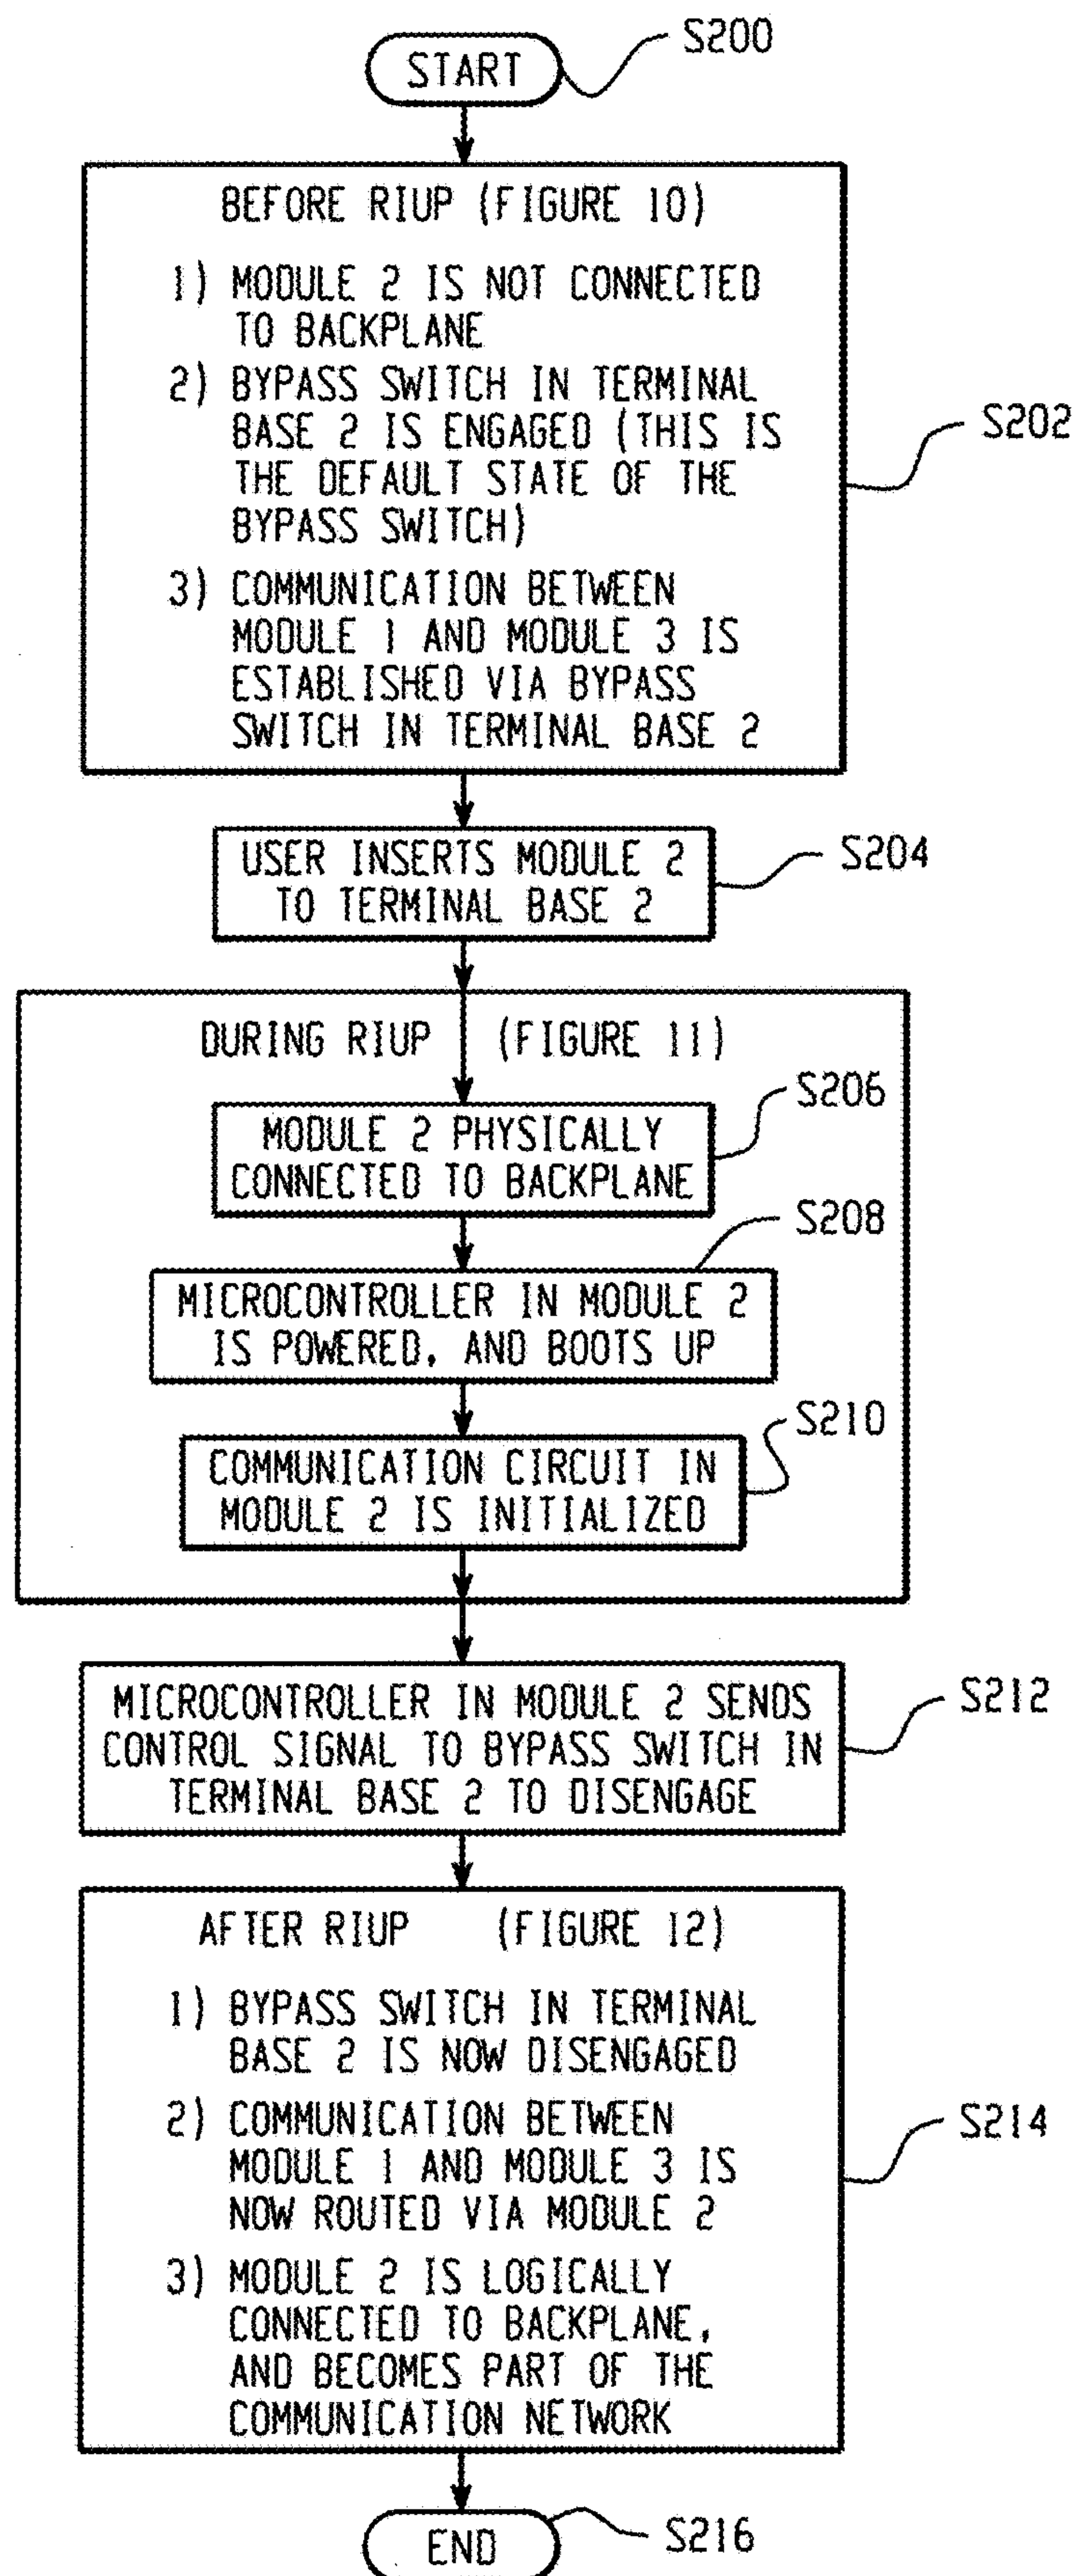 START
S200
BEFORE RIUP (FIGURE 10)
1) MODULE 2 IS NOT CONNECTED
TO BACKPLANE
2) BYPASS SWITCH IN TERMINAL
BASE 2 IS ENGAGED (THIS IS
THE DEFAULT STATE OF THE
BYPASS SWITCH)
3) COMMUNICATION BETWEEN
MODULE 1 AND MODULE 3 IS
ESTABLISHED VIA BYPASS
SWITCH IN TERMINAL BASE 2
S202
USER INSERTS MODULE 2
TO TERMINAL BASE 2
S204
DURING RIUP (FIGURE 11)
S206
MODULE 2 PHYSICALLY
CONNECTED TO BACKPLANE
S208
MICROCONTROLLER IN MODULE 2
IS POWERED, AND BOOTS UP
S210
COMMUNICATION CIRCUIT IN
MODULE 2 IS INITIALIZED
MICROCONTROLLER IN MODULE 2 SENDS
CONTROL SIGNAL TO BYPASS SWITCH IN
TERMINAL BASE 2 TO DISENGAGE
S212
AFTER RIUP (FIGURE 12)
1) BYPASS SWITCH IN TERMINAL
BASE 2 IS NOW DISENGAGED
2) COMMUNICATION BETWEEN
MODULE 1 AND MODULE 3 IS
NOW ROUTED VIA MODULE 2
3) MODULE 2 IS LOGICALLY
CONNECTED TO BACKPLANE,
AND BECOMES PART OF THE
COMMUNICATION NETWORK
S214
END
S216